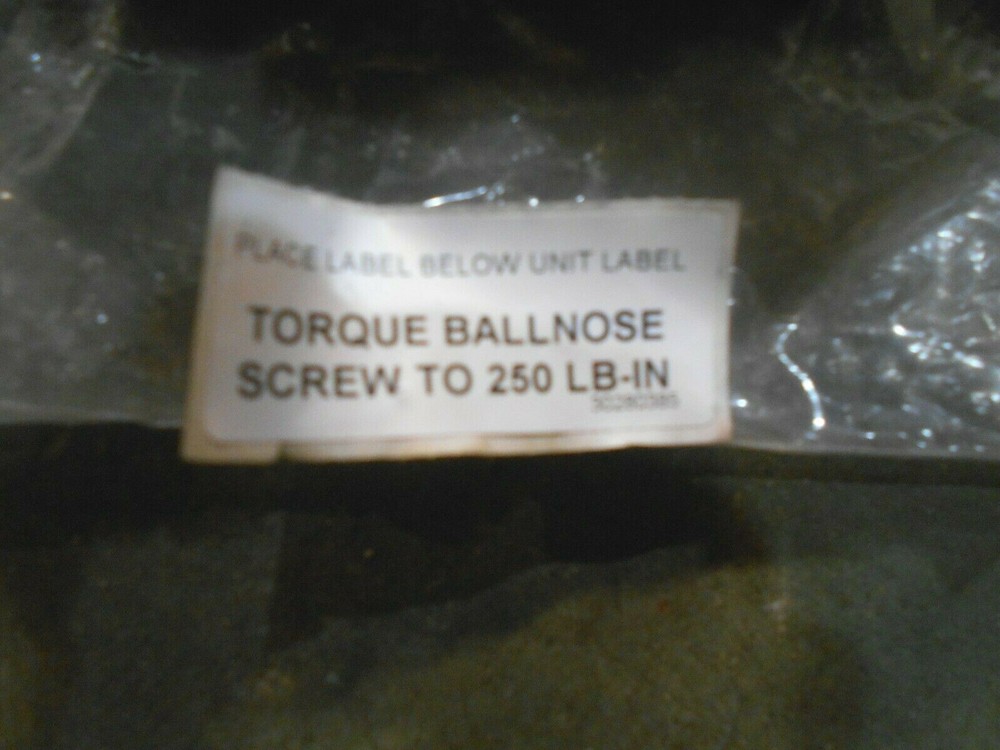 PLACE LABEL BELOW UNIT LABEL
TORQUE BALLNOSE
SCREW TO 250 LB-IN